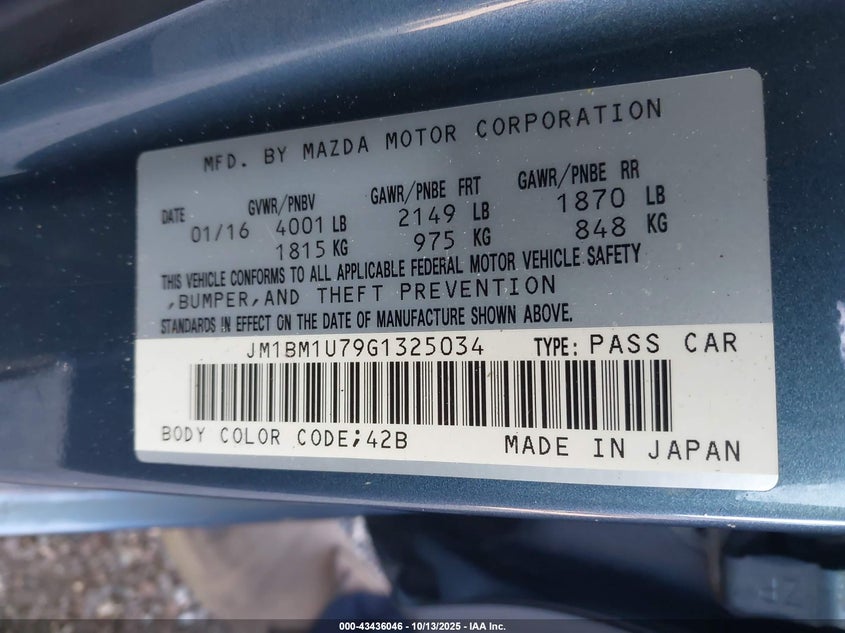 MFD. BY MAZDA MOTOR CORPORATION
DATE GVWR/PNBV GAWR/PNBE FRT GAWR/PNBE RR
01/16 4001 LB 2149 LB 1870 LB
1815 KG 975 KG 848 KG
THIS VEHICLE CONFORMS TO ALL APPLICABLE FEDERAL MOTOR VEHICLE SAFETY
,BUMPER,AND THEFT PREVENTION
STANDARDS IN EFFECT ON THE DATE OF MANUFACTURE SHOWN ABOVE.
JM1BM1U79G1325034 TYPE: PASS CAR
BODY COLOR CODE;42B MADE IN JAPAN
000-43436046 - 10/13/2025 - IAA Inc.